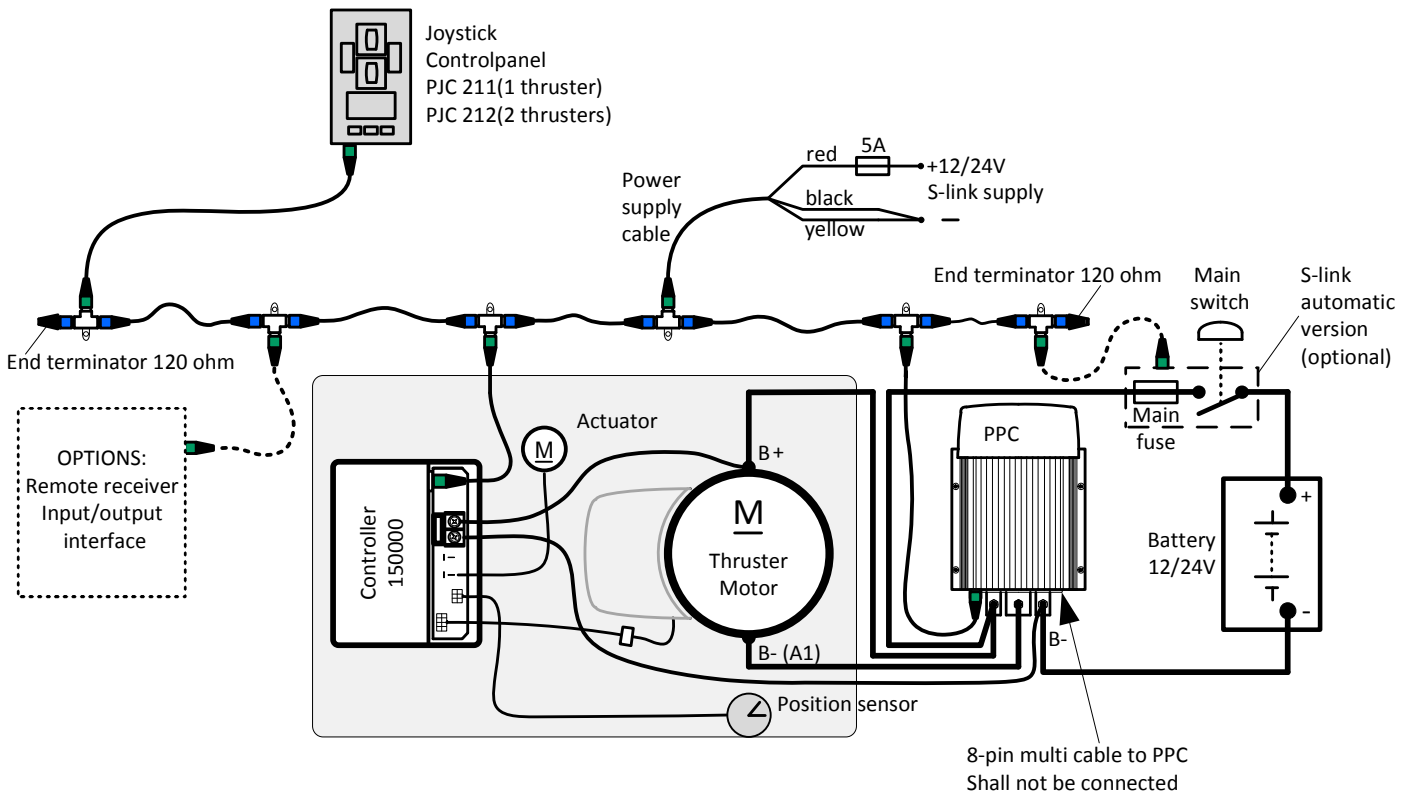 Joystick
Controlpanel
PJC 211(1 thruster)
PJC 212(2 thrusters)
red
5A
+12/24V
S-link supply
Power
supply
cable
black
yellow
—
End terminator 120 ohm
Main
switch
S-link
automatic
version
(optional)
End terminator 120 ohm
Main
fuse
OPTIONS:
Remote receiver
Input/output
interface
Actuator
M
Controller
150000
B+
M
Thruster
Motor
B- (A1)
PPC
B-
Battery
12/24V
+
-
Position sensor
8-pin multi cable to PPC
Shall not be connected